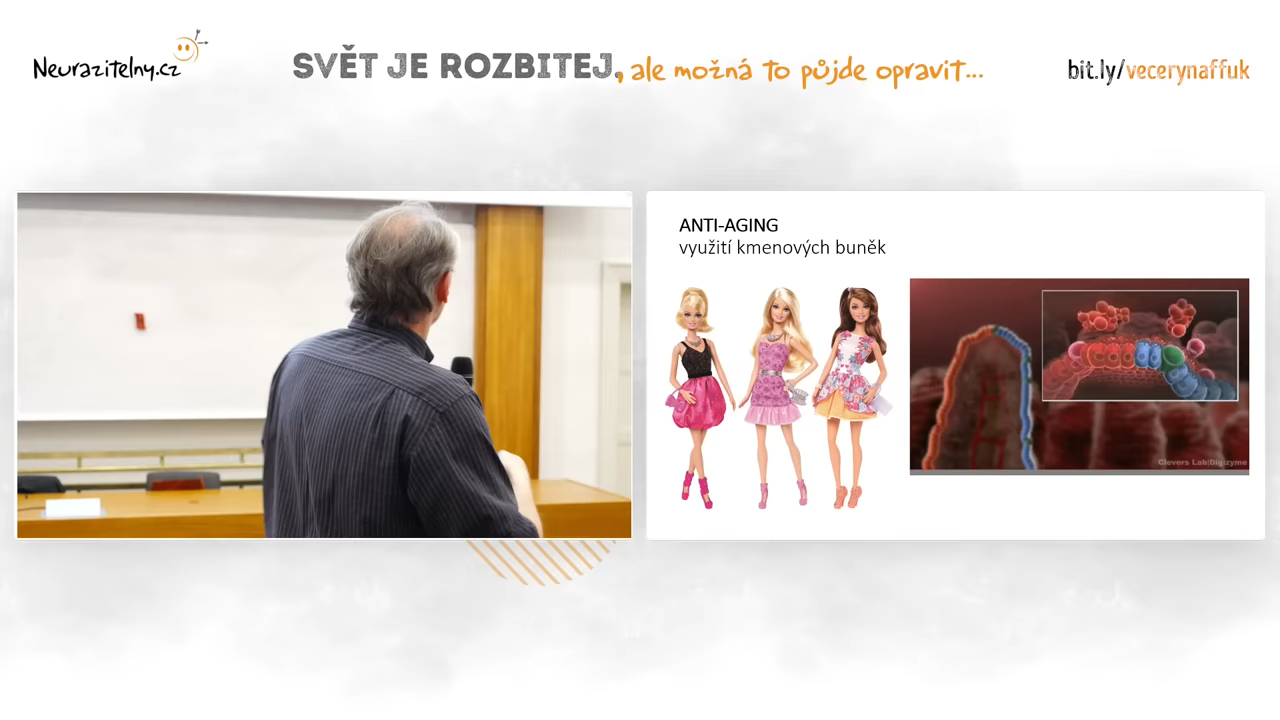 Neurazitelny.cz
SVĚT JE ROZBITEJ, ale možná to půjde opravit...
bit.ly/vecerynaffuk
ANTI-AGING
využití kmenových buněk
Clevers Lab|Digizyme